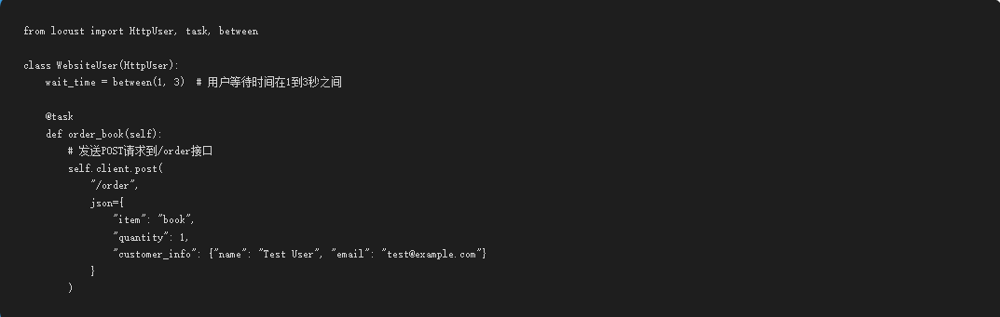 from locust import HttpUser, task, between
class WebsiteUser(HttpUser):
    wait_time = between(1, 3)  # 用户等待时间在1到3秒之间
    @task
    def order_book(self):
        # 发送POST请求到/order接口
        self.client.post(
            "/order",
            json={
                "item": "book",
                "quantity": 1,
                "customer_info": {"name": "Test User", "email": "test@example.com"}
            }
        )